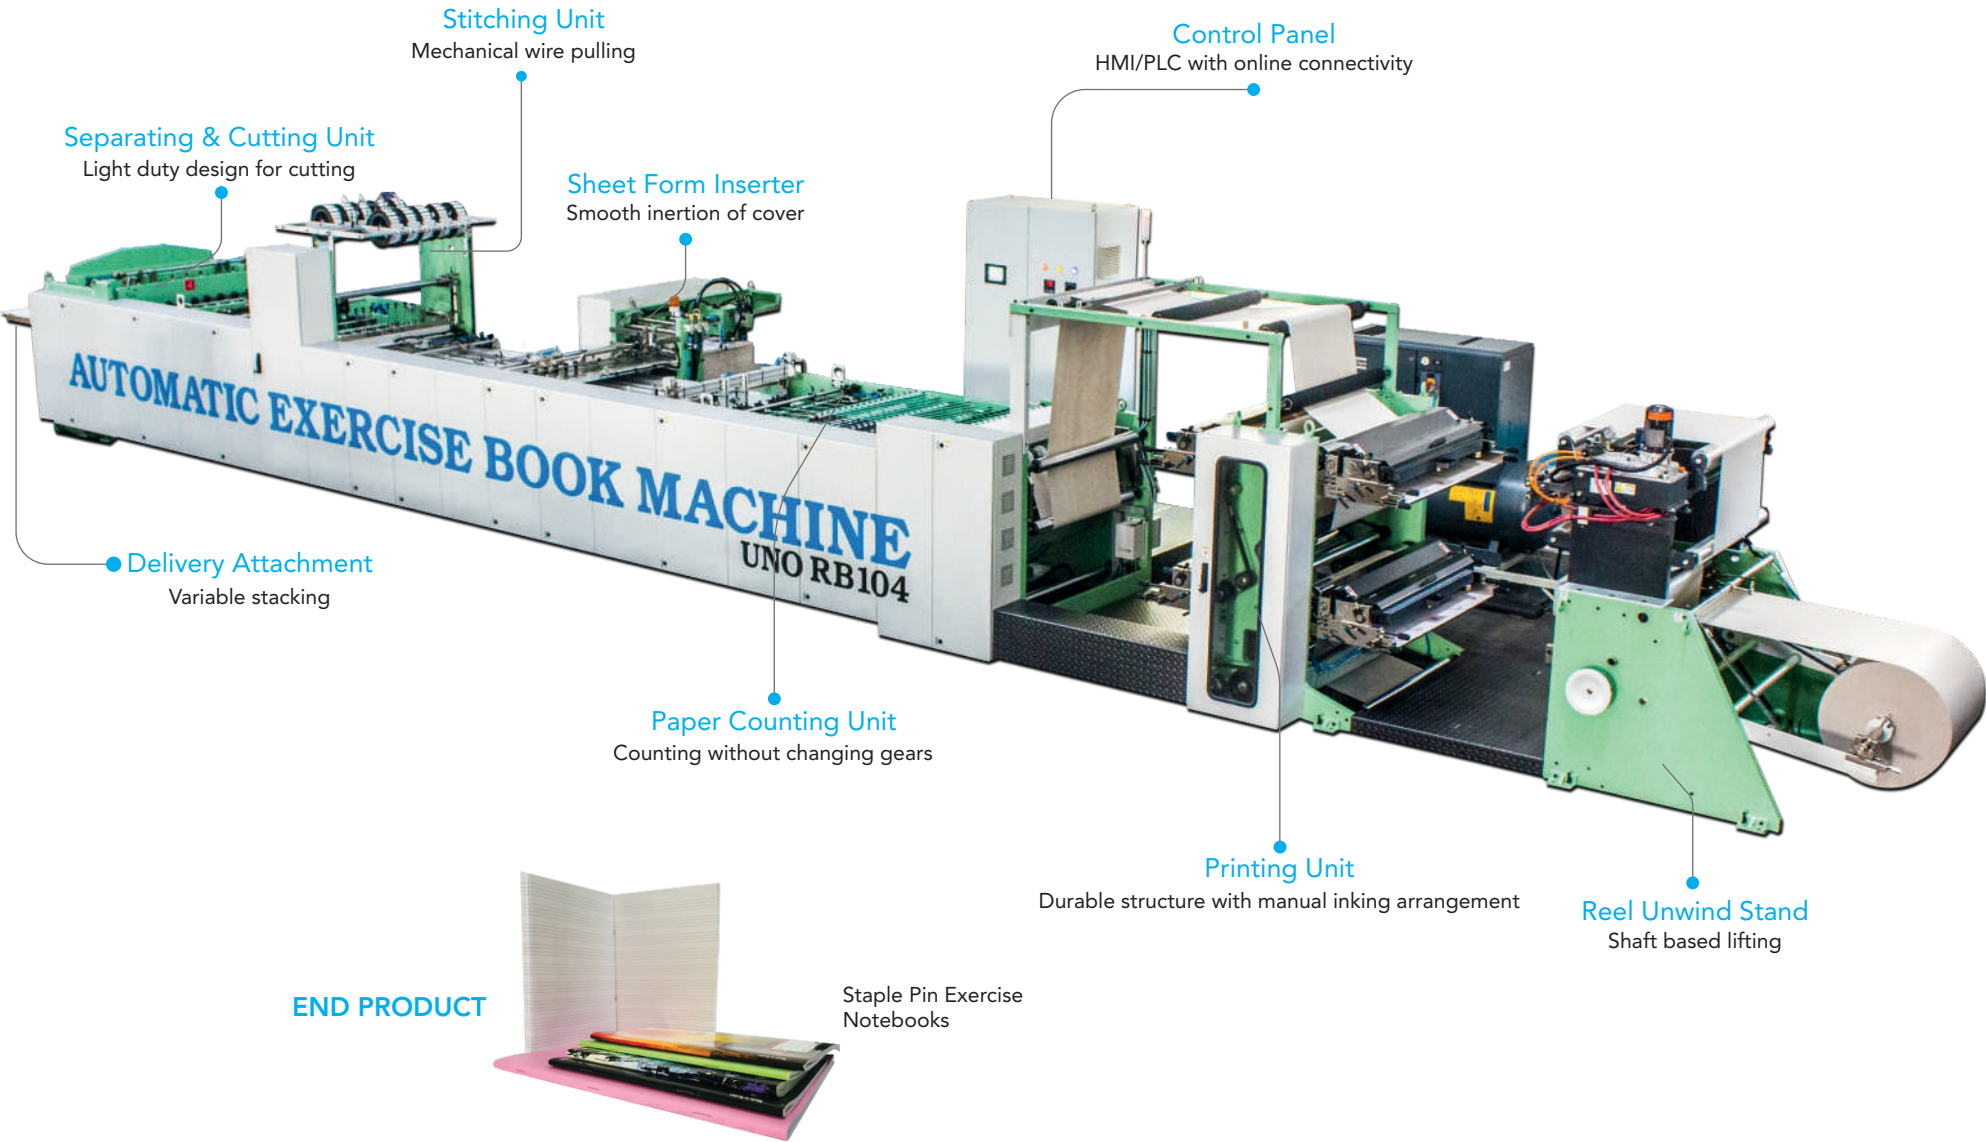 Stitching Unit
Mechanical wire pulling
Control Panel
HMI/PLC with online connectivity
Separating & Cutting Unit
Light duty design for cutting
Sheet Form Inserter
Smooth inertion of cover
AUTOMATIC EXERCISE BOOK MACHINE
UNO RB104
Delivery Attachment
Variable stacking
Paper Counting Unit
Counting without changing gears
Printing Unit
Durable structure with manual inking arrangement
Reel Unwind Stand
Shaft based lifting
END PRODUCT
Staple Pin Exercise
Notebooks